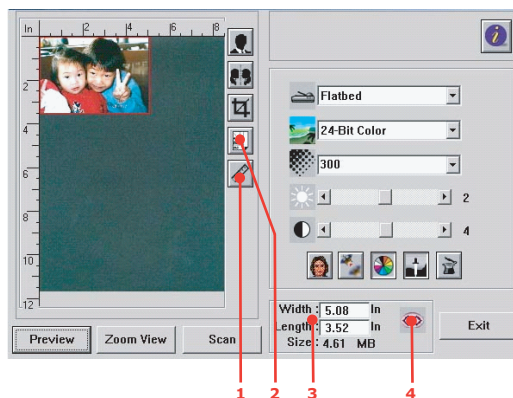 In 2 4 6 8
2
4
6
8
10
12
i
Flatbed
24-Bit Color
300
2
4
Width : 5.08 In
Length : 3.52 In
Size : 4.61 MB
Preview Zoom View Scan Exit
1 2 3 4